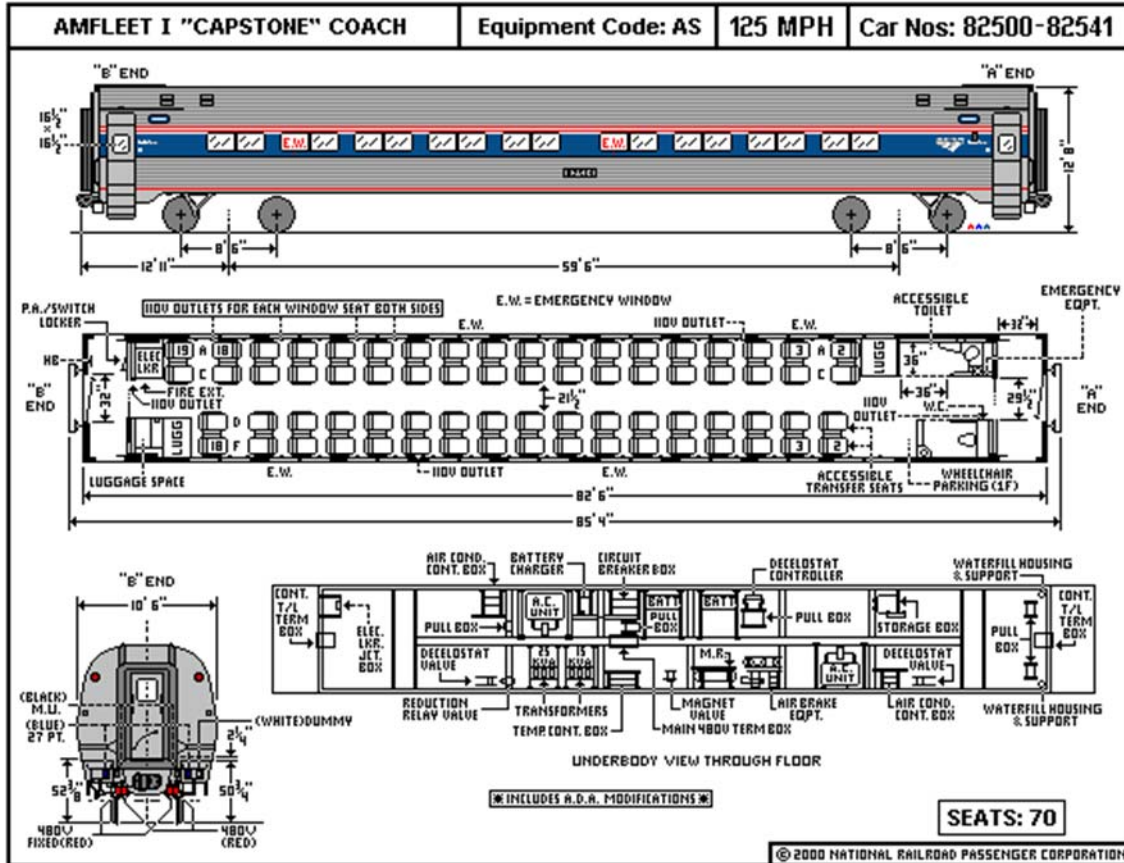 AMFLEET I "CAPSTONE" COACH
Equipment Code: AS
125 MPH
Car Nos: 82500-82541
"B" END
"A" END
16½"
x
16½"
E.W.
E.W.
12'8"
8'6"
8'6"
12'11"
59'6"
P.A./SWITCH
LOCKER
110V OUTLETS FOR EACH WINDOW SEAT BOTH SIDES
E.W. = EMERGENCY WINDOW
ACCESSIBLE
TOILET
EMERGENCY
EQPT.
E.W.
110V OUTLET
E.W.
32"
HB
ELEC
LKR
19 A 18
C
3 A 2
C
LUGG
36"
36"
"B"
END
32"
FIRE EXT.
110V OUTLET
21½"
110V
OUTLET
W.C.
29½"
"A"
END
LUGG
D
18 F
3
2
E.W.
110V OUTLET
E.W.
LUGGAGE SPACE
ACCESSIBLE
TRANSFER SEATS
WHEELCHAIR
PARKING (1F)
82'6"
85'4"
"B" END
10'6"
(BLACK)
M.U.
(BLUE)
27 PT.
(WHITE)DUMMY
2¼"
52⅜"
50¾"
480V
FIXED(RED)
480V
(RED)
AIR COND.
CONT. BOX
BATTERY
CHARGER
CIRCUIT
BREAKER BOX
DECELOSTAT
CONTROLLER
WATERFILL HOUSING
& SUPPORT
CONT.
T/L
TERM
BOX
ELEC.
LKR.
JCT.
BOX
PULL BOX
A.C.
UNIT
BATT
PULL
BOX
BATT
PULL BOX
STORAGE BOX
PULL
BOX
CONT.
T/L
TERM
BOX
DECELOSTAT
VALVE
25
KVA
15
KVA
M.R.
A.C.
UNIT
DECELOSTAT
VALVE
REDUCTION
RELAY VALVE
TRANSFORMERS
TEMP. CONT. BOX
MAGNET
VALVE
MAIN 480V TERM BOX
AIR BRAKE
EQPT.
AIR COND.
CONT. BOX
WATERFILL HOUSING
& SUPPORT
UNDERBODY VIEW THROUGH FLOOR
* INCLUDES A.D.A. MODIFICATIONS *
SEATS: 70
© 2000 NATIONAL RAILROAD PASSENGER CORPORATION